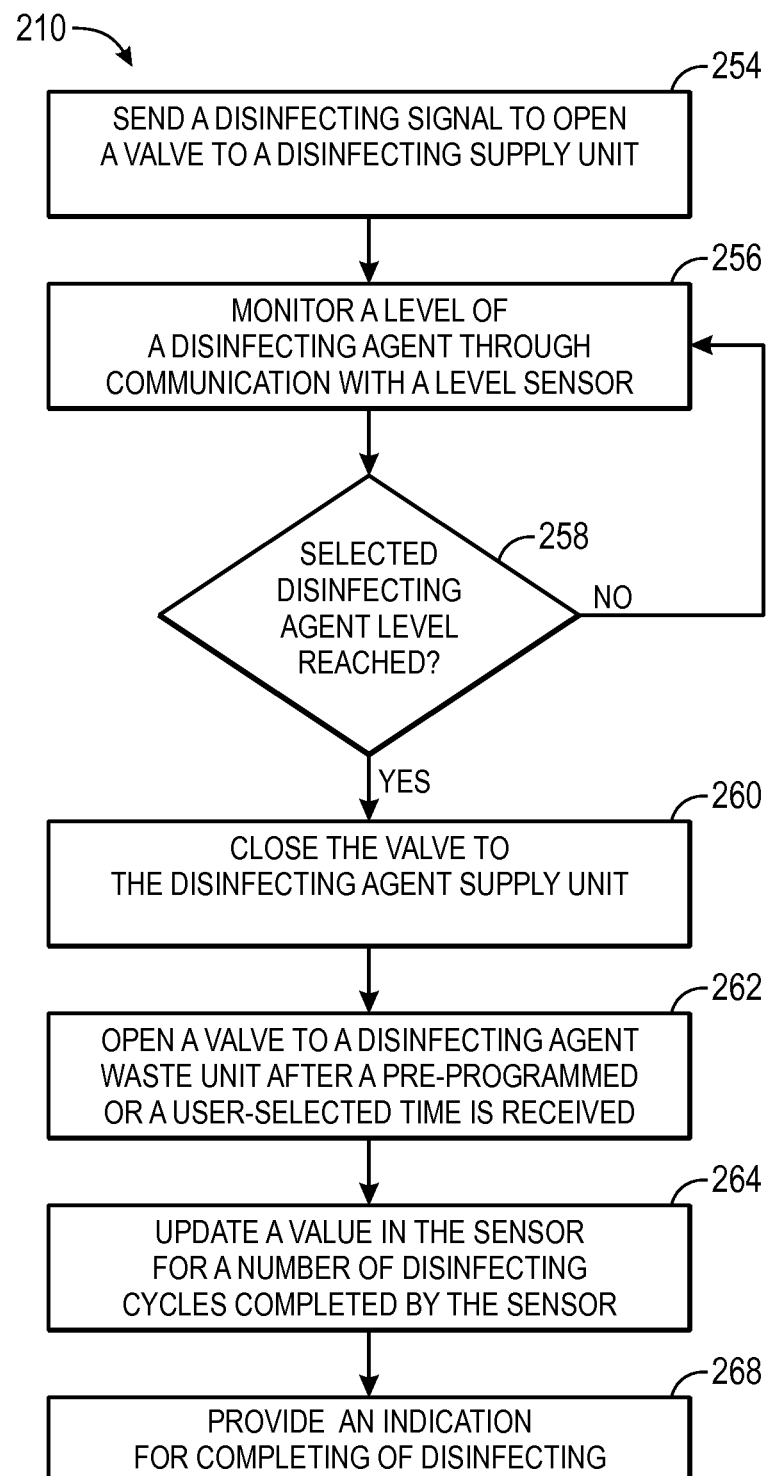 210
254
SEND A DISINFECTING SIGNAL TO OPEN
A VALVE TO A DISINFECTING SUPPLY UNIT
256
MONITOR A LEVEL OF
A DISINFECTING AGENT THROUGH
COMMUNICATION WITH A LEVEL SENSOR
258
SELECTED
DISINFECTING
AGENT LEVEL
REACHED?
NO
YES
260
CLOSE THE VALVE TO
THE DISINFECTING AGENT SUPPLY UNIT
262
OPEN A VALVE TO A DISINFECTING AGENT
WASTE UNIT AFTER A PRE-PROGRAMMED
OR A USER-SELECTED TIME IS RECEIVED
264
UPDATE A VALUE IN THE SENSOR
FOR A NUMBER OF DISINFECTING
CYCLES COMPLETED BY THE SENSOR
268
PROVIDE AN INDICATION
FOR COMPLETING OF DISINFECTING